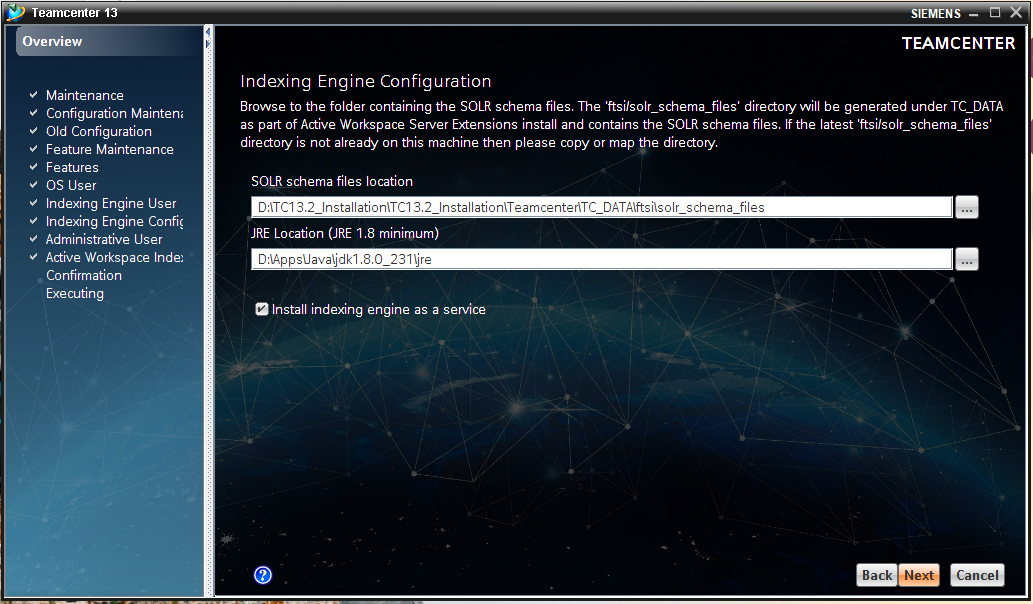 Teamcenter 13
SIEMENS
Overview
TEAMCENTER
Maintenance
Configuration Maintena
Old Configuration
Feature Maintenance
Features
OS User
Indexing Engine User
Indexing Engine Config
Administrative User
Active Workspace Index
Confirmation
Executing
Indexing Engine Configuration
Browse to the folder containing the SOLR schema files. The 'ftsi/solr_schema_files' directory will be generated under TC_DATA
as part of Active Workspace Server Extensions install and contains the SOLR schema files. If the latest 'ftsi/solr_schema_files'
directory is not already on this machine then please copy or map the directory.
SOLR schema files location
D:\TC13.2_Installation\TC13.2_Installation\Teamcenter\TC_DATA\ftsi\solr_schema_files
...
JRE Location (JRE 1.8 minimum)
D:\Apps\Java\jdk1.8.0_231\jre
...
Install indexing engine as a service
?
Back Next Cancel